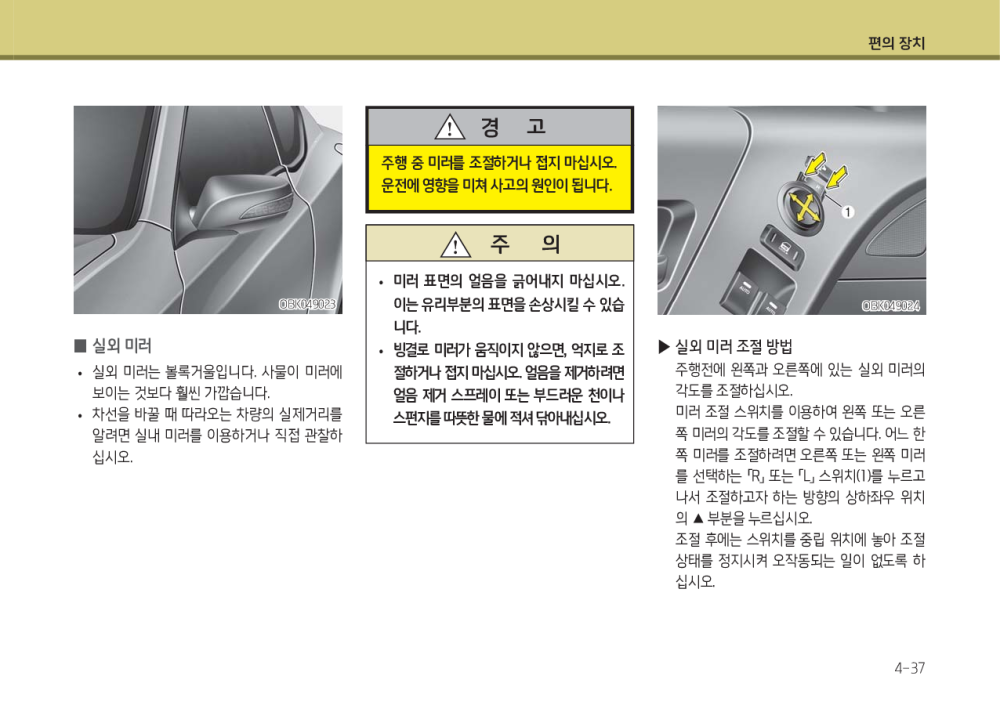 편의 장치
OBK049023
■ 실외 미러
• 실외 미러는 볼록거울입니다. 사물이 미러에
보이는 것보다 훨씬 가깝습니다.
• 차선을 바꿀 때 따라오는 차량의 실제거리를
알려면 실내 미러를 이용하거나 직접 관찰하
십시오.
경 고
주행 중 미러를 조절하거나 접지 마십시오.
운전에 영향을 미쳐 사고의 원인이 됩니다.
주 의
• 미러 표면의 얼음을 긁어내지 마십시오.
이는 유리부분의 표면을 손상시킬 수 있습
니다.
• 빙결로 미러가 움직이지 않으면, 억지로 조
절하거나 접지 마십시오. 얼음을 제거하려면
얼음 제거 스프레이 또는 부드러운 천이나
스펀지를 따뜻한 물에 적셔 닦아내십시오.
1
AUTO
AUTO
OBK049024
▶ 실외 미러 조절 방법
주행전에 왼쪽과 오른쪽에 있는 실외 미러의
각도를 조절하십시오.
미러 조절 스위치를 이용하여 왼쪽 또는 오른
쪽 미러의 각도를 조절할 수 있습니다. 어느 한
쪽 미러를 조절하려면 오른쪽 또는 왼쪽 미러
를 선택하는 「R」 또는 「L」 스위치(1)를 누르고
나서 조절하고자 하는 방향의 상하좌우 위치
의 ▲ 부분을 누르십시오.
조절 후에는 스위치를 중립 위치에 놓아 조절
상태를 정지시켜 오작동되는 일이 없도록 하
십시오.
4-37